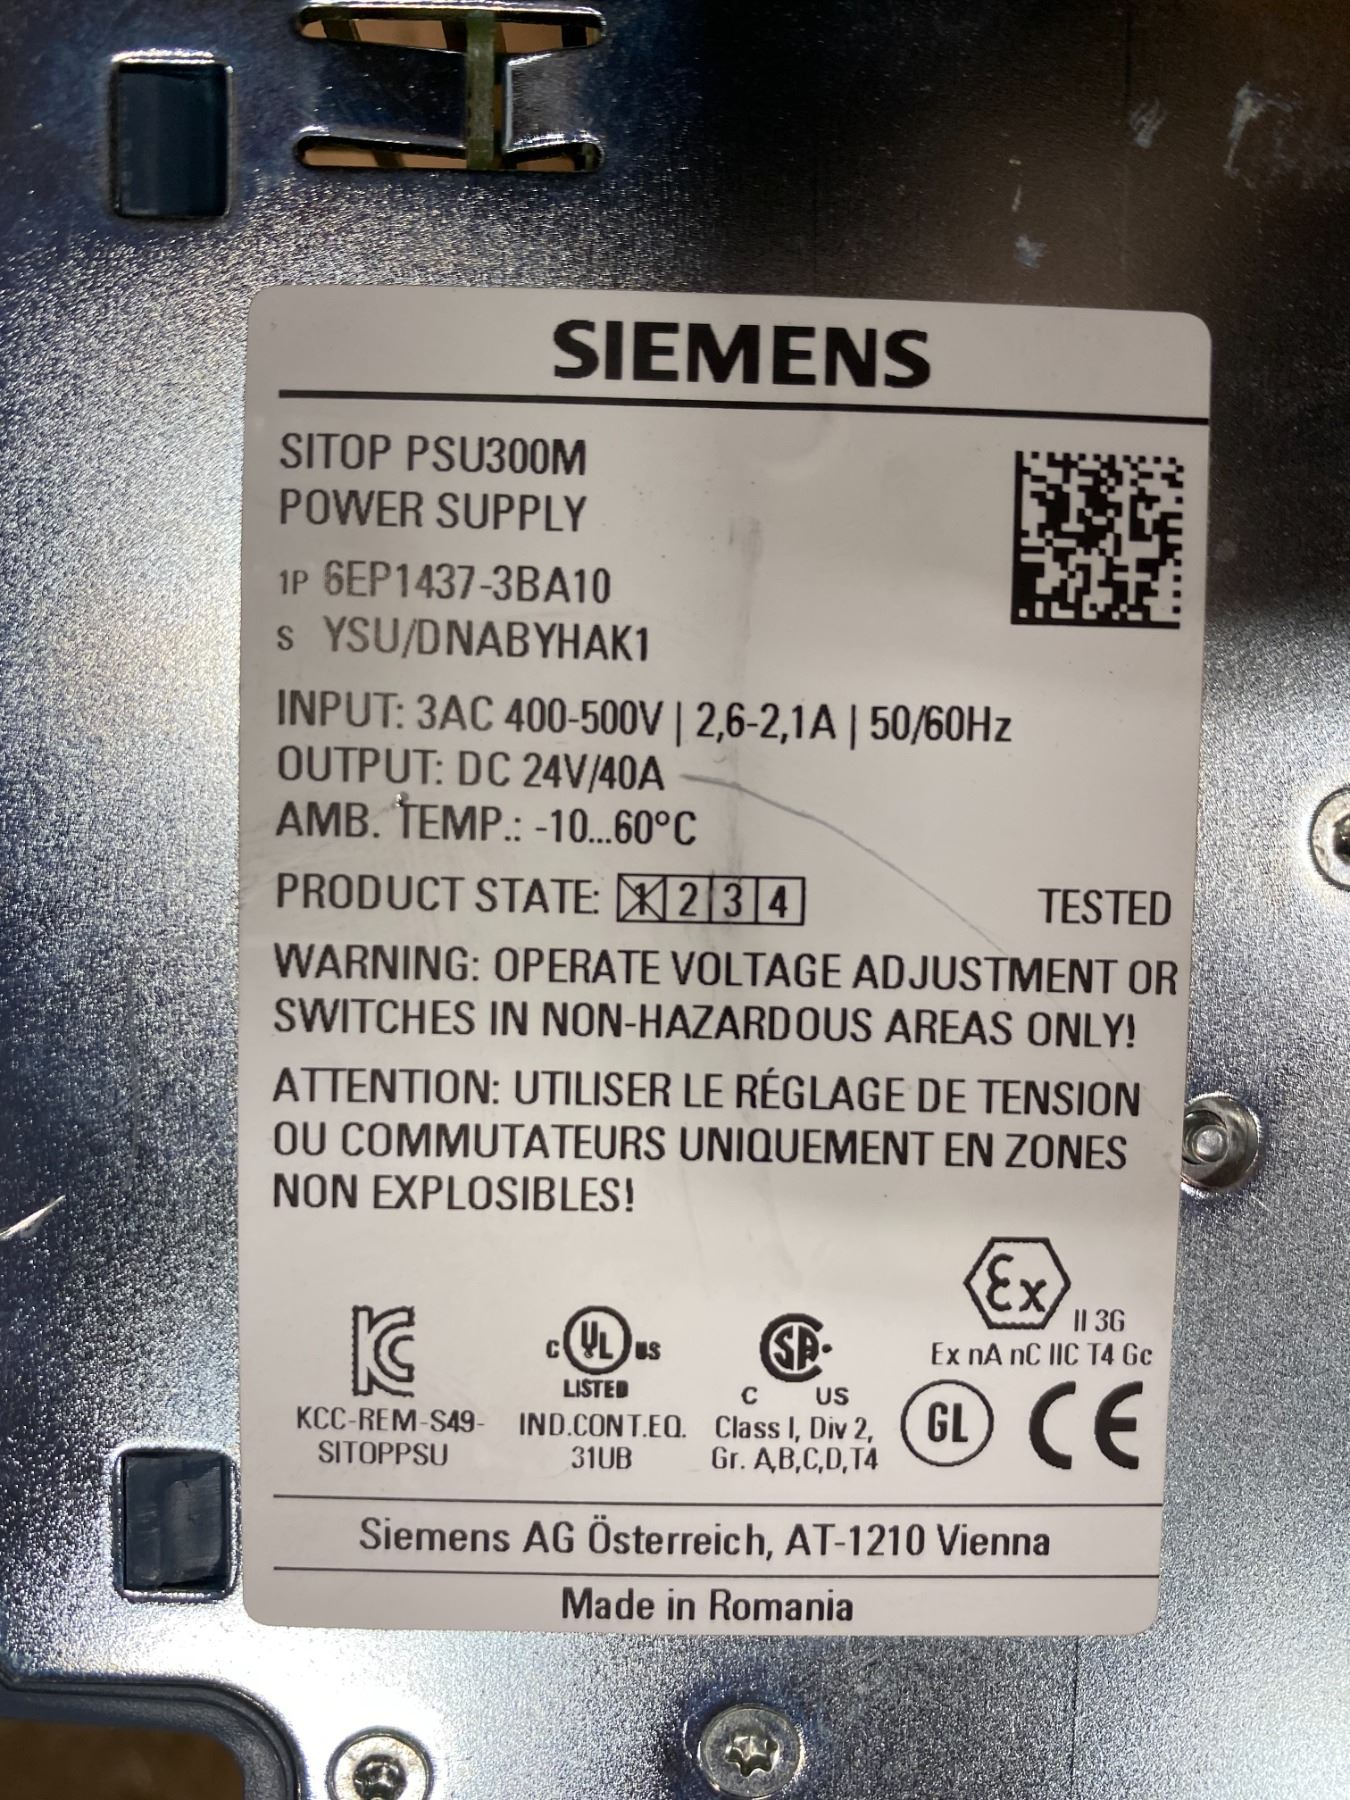 SIEMENS
SITOP PSU300M
POWER SUPPLY
1P 6EP1437-3BA10
S YSU/DNABYHAK1
INPUT: 3AC 400-500V | 2,6-2,1A | 50/60Hz
OUTPUT: DC 24V/40A
AMB. TEMP.: -10...60°C
PRODUCT STATE: 1 2 3 4 TESTED
WARNING: OPERATE VOLTAGE ADJUSTMENT OR
SWITCHES IN NON-HAZARDOUS AREAS ONLY!
ATTENTION: UTILISER LE RÉGLAGE DE TENSION
OU COMMUTATEURS UNIQUEMENT EN ZONES
NON EXPLOSIBLES!
Ex II 3G
Ex nA nC IIC T4 Gc
KC
KCC-REM-S49-
SITOPPSU
C UL US
LISTED
IND.CONT.EQ.
31UB
SA
C US
Class I, Div 2,
Gr. A,B,C,D,T4
GL CE
Siemens AG Österreich, AT-1210 Vienna
Made in Romania